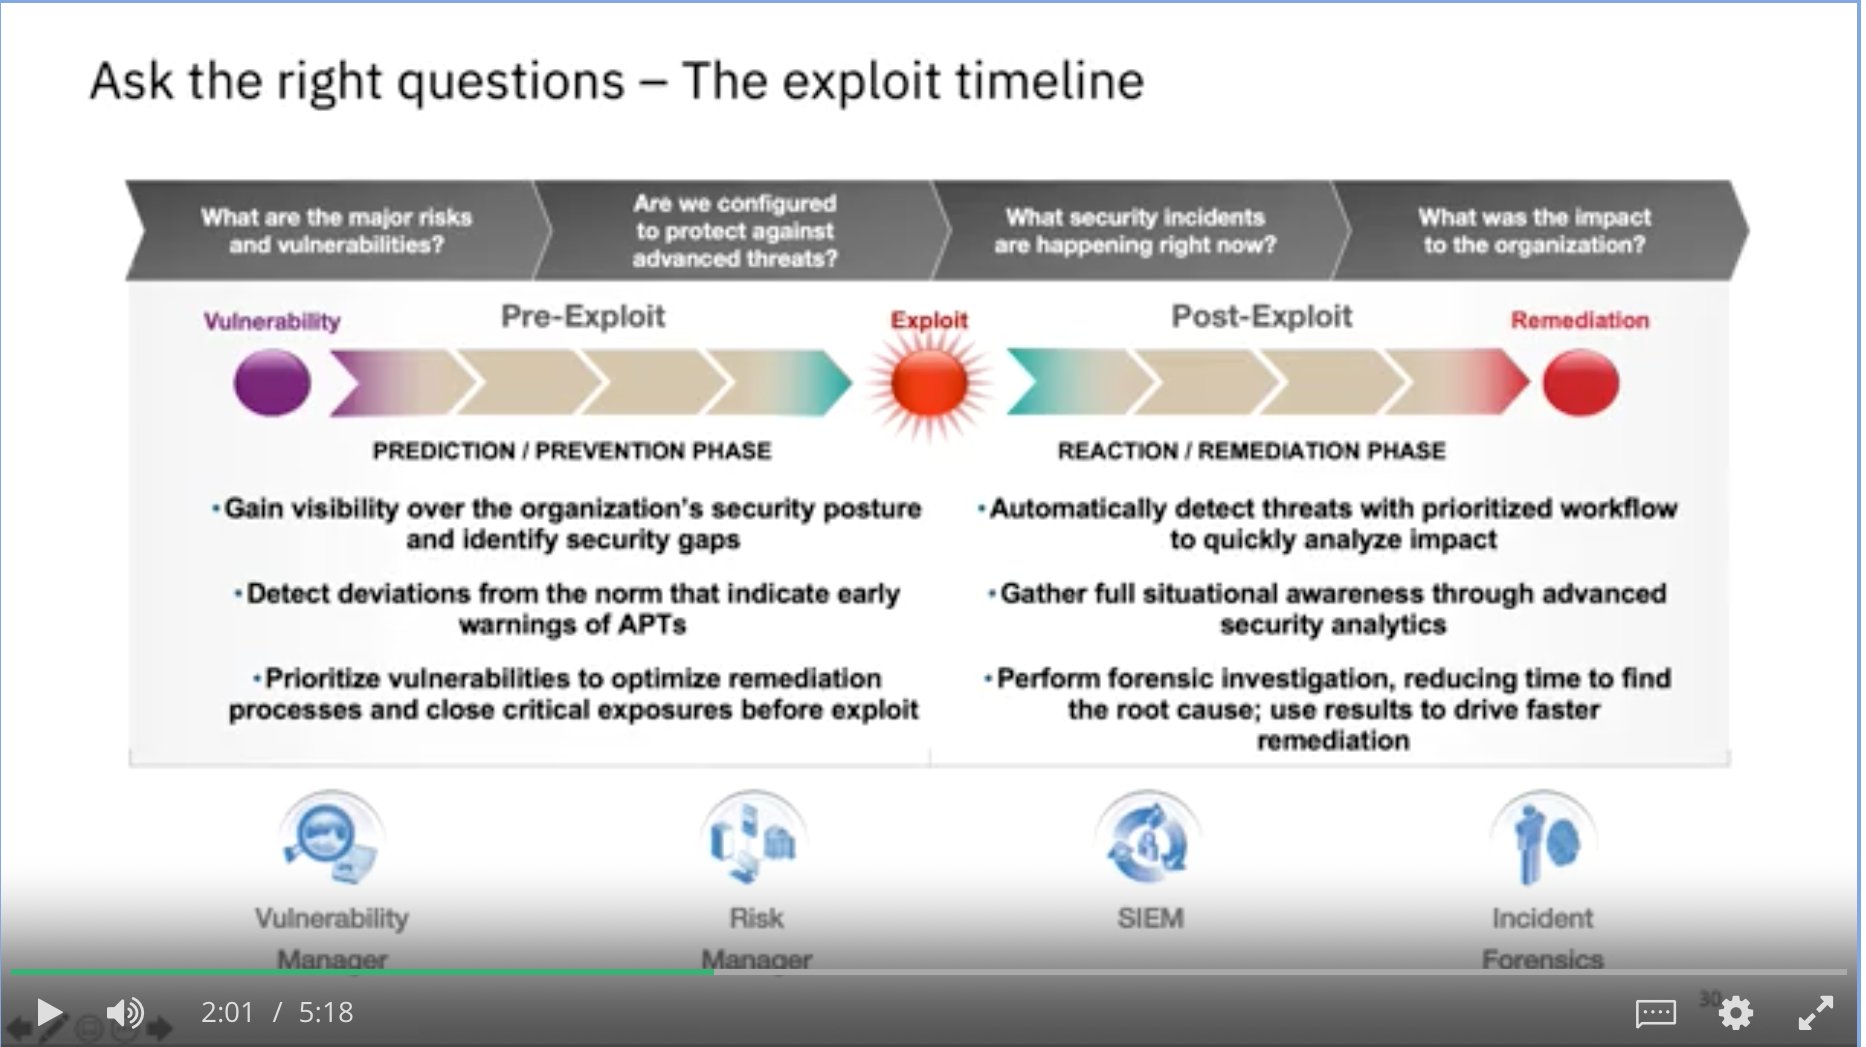 Ask the right questions – The exploit timeline
What are the major risks
and vulnerabilities?
Are we configured
to protect against
advanced threats?
What security incidents
are happening right now?
What was the impact
to the organization?
Vulnerability
Pre-Exploit
Exploit
Post-Exploit
Remediation
PREDICTION / PREVENTION PHASE
•Gain visibility over the organization's security posture
and identify security gaps
•Detect deviations from the norm that indicate early
warnings of APTs
•Prioritize vulnerabilities to optimize remediation
processes and close critical exposures before exploit
REACTION / REMEDIATION PHASE
•Automatically detect threats with prioritized workflow
to quickly analyze impact
•Gather full situational awareness through advanced
security analytics
•Perform forensic investigation, reducing time to find
the root cause; use results to drive faster
remediation
Vulnerability
Manager
Risk
Manager
SIEM
Incident
Forensics
30
2:01 / 5:18